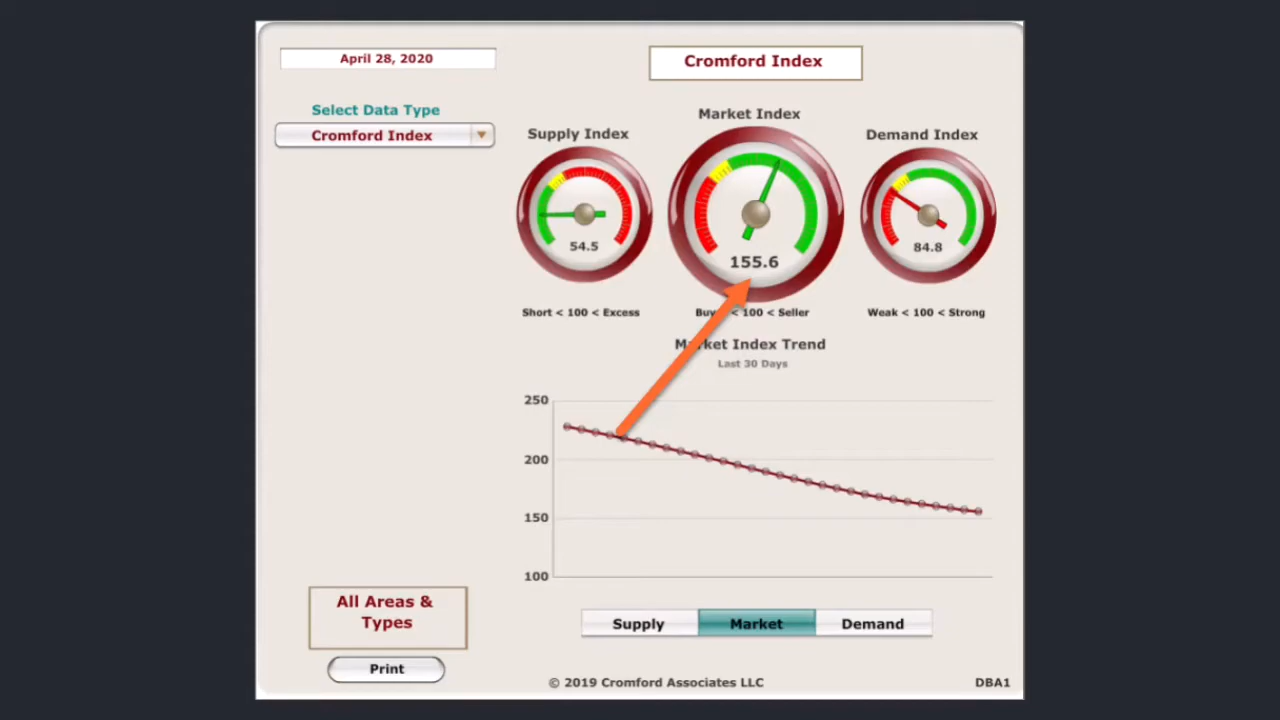 April 28, 2020
Cromford Index
Select Data Type
Cromford Index
Market Index
Supply Index
Demand Index
54.5
155.6
84.8
Short < 100 < Excess
< 100 < Seller
Weak < 100 < Strong
Market Index Trend
Last 30 Days
250
200
150
100
All Areas &
Types
Supply
Market
Demand
Print
© 2019 Cromford Associates LLC
DBA1